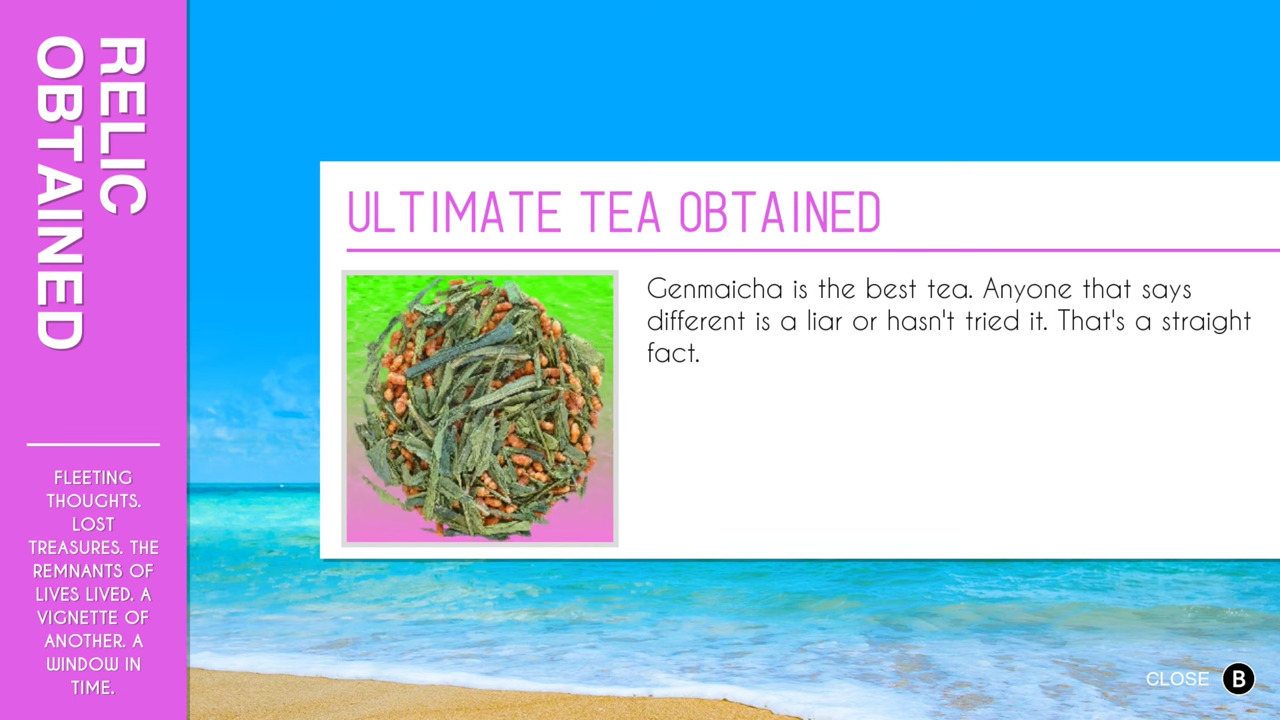 RELIC
OBTAINED
FLEETING
THOUGHTS.
LOST
TREASURES. THE
REMNANTS OF
LIVES LIVED. A
VIGNETTE OF
ANOTHER. A
WINDOW IN
TIME.
ULTIMATE TEA OBTAINED
Genmaicha is the best tea. Anyone that says
different is a liar or hasn't tried it. That's a straight
fact.
CLOSE B